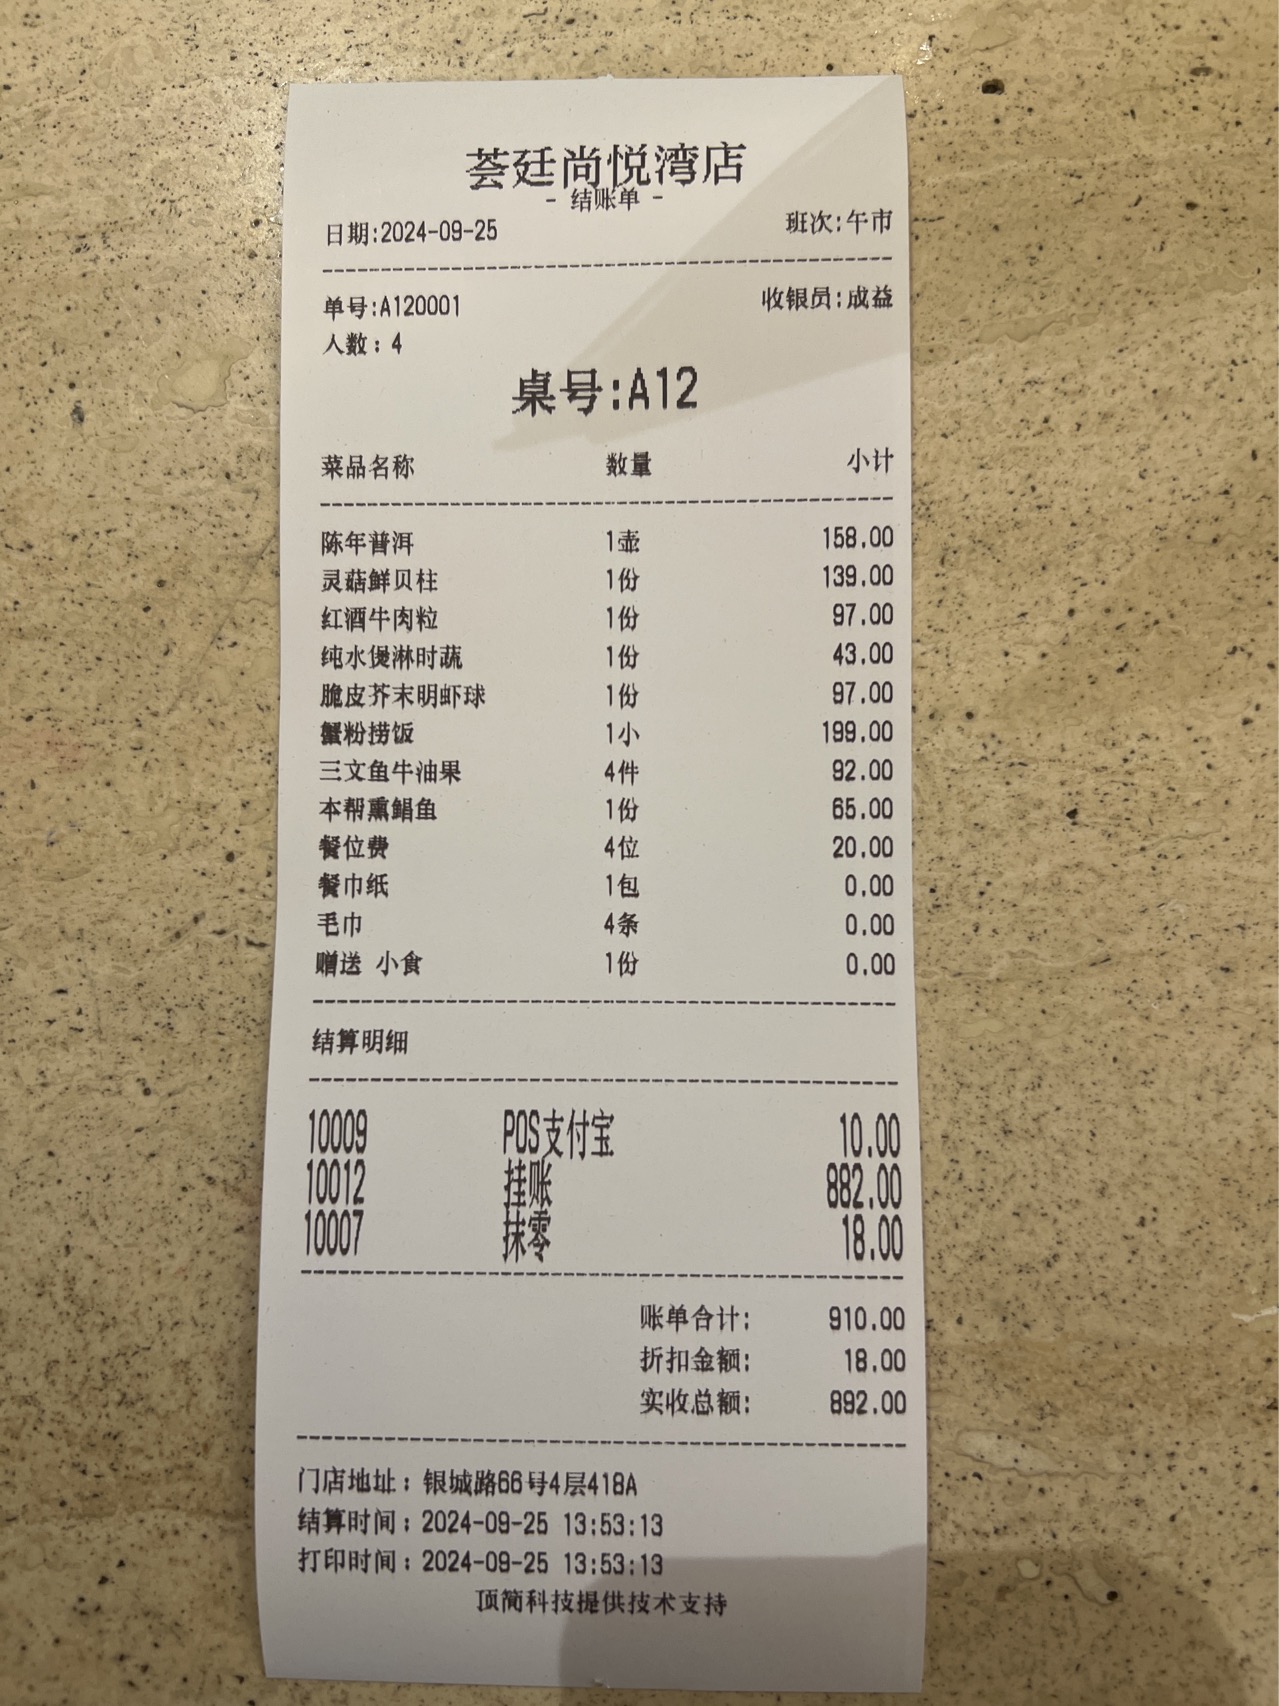 荟廷尚悦湾店
- 结账单 -
日期:2024-09-25 班次:午市
单号:A120001 收银员:成益
人数: 4
桌号:A12
菜品名称 数量 小计
陈年普洱 1壶 158.00
灵菇鲜贝柱 1份 139.00
红酒牛肉粒 1份 97.00
纯水煲淋时蔬 1份 43.00
脆皮芥末明虾球 1份 97.00
蟹粉捞饭 1小 199.00
三文鱼牛油果 4件 92.00
本帮熏鲳鱼 1份 65.00
餐位费 4位 20.00
餐巾纸 1包 0.00
毛巾 4条 0.00
赠送 小食 1份 0.00
结算明细
10009 POS支付宝 10.00
10012 挂账 882.00
10007 抹零 18.00
账单合计: 910.00
折扣金额: 18.00
实收总额: 892.00
门店地址: 银城路66号4层418A
结算时间: 2024-09-25 13:53:13
打印时间: 2024-09-25 13:53:13
顶简科技提供技术支持